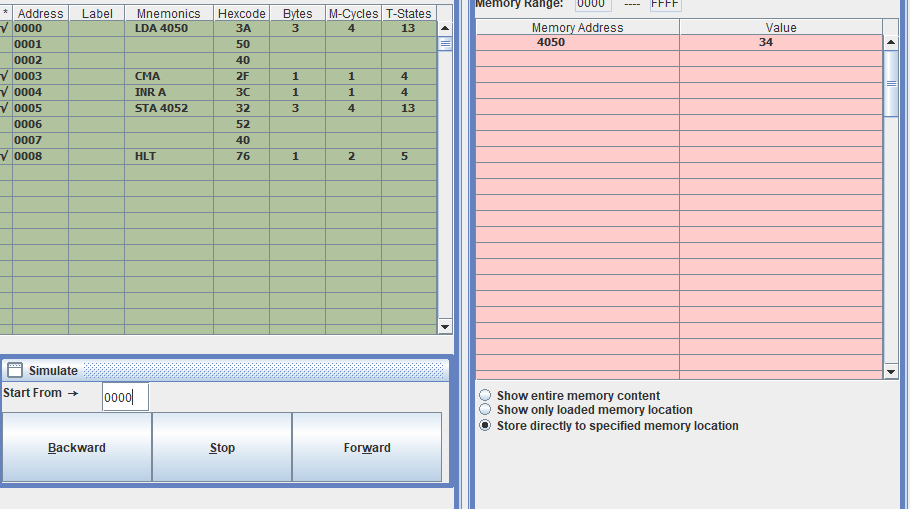 * Address Label Mnemonics Hexcode Bytes M-Cycles T-States
√ 0000 LDA 4050 3A 3 4 13
0001 50
0002 40
√ 0003 CMA 2F 1 1 4
√ 0004 INR A 3C 1 1 4
√ 0005 STA 4052 32 3 4 13
0006 52
0007 40
√ 0008 HLT 76 1 2 5
Simulate
Start From → 0000
Backward Stop Forward
Memory Range: 0000 ---- FFFF
Memory Address Value
4050 34
Show entire memory content
Show only loaded memory location
Store directly to specified memory location